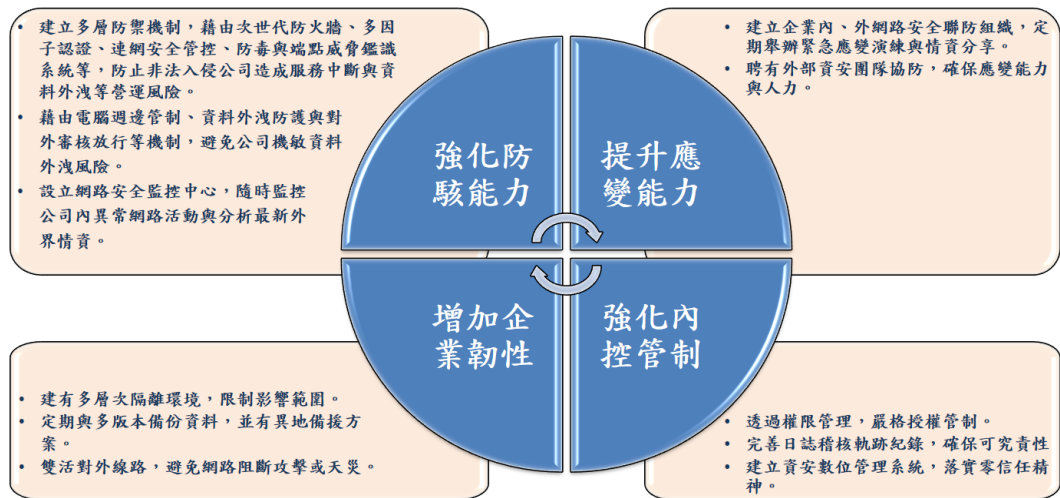 • 建立多層防禦機制，藉由次世代防火牆、多因
子認證、連網安全管控、防毒與端點威脅鑑識
系統等，防止非法入侵公司造成服務中斷與資
料外洩等營運風險。
• 藉由電腦週邊管制、資料外洩防護與對
外審核放行等機制，避免公司機敏資料
外洩風險。
• 設立網路安全監控中心，隨時監控
公司內異常網路活動與分析最新外
界情資。
• 建立企業內、外網路安全聯防組織，定
期舉辦緊急應變演練與情資分享。
• 聘有外部資安團隊協防，確保應變能力
與人力。
強化防
駭能力
提升應
變能力
增加企
業韌性
強化內
控管制
• 建有多層次隔離環境，限制影響範圍。
• 定期與多版本備份資料，並有異地備援方
案。
• 雙活對外線路，避免網路阻斷攻擊或天災。
• 透過權限管理，嚴格授權管制。
• 完善日誌稽核軌跡紀錄，確保可究責性
• 建立資安數位管理系統，落實零信任精
神。